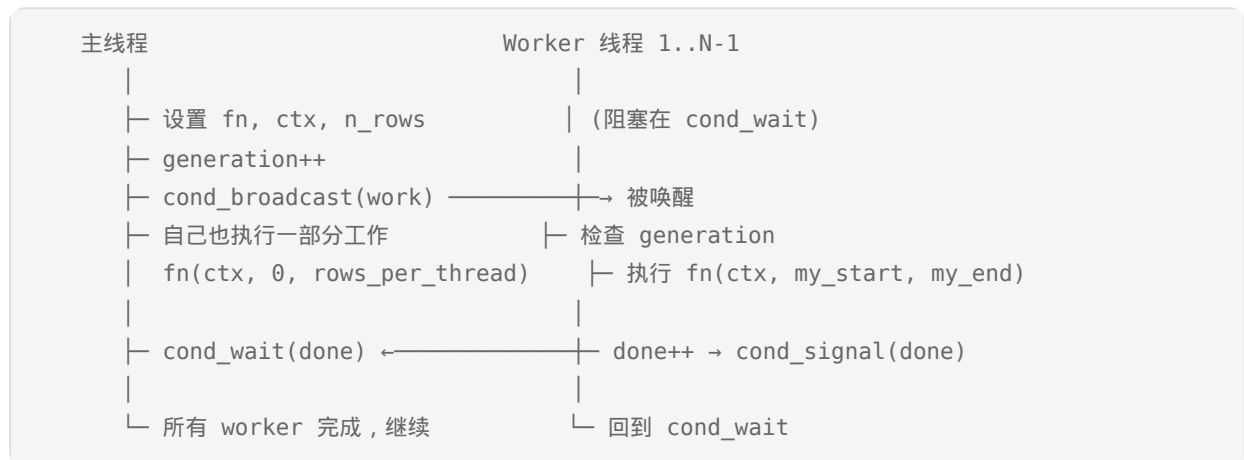 主线程                              Worker 线程 1..N-1
   │                                    │
   ├─ 设置 fn, ctx, n_rows              │ (阻塞在 cond_wait)
   ├─ generation++                      │
   ├─ cond_broadcast(work) ─────────────┼─→ 被唤醒
   ├─ 自己也执行一部分工作                ├─ 检查 generation
   │  fn(ctx, 0, rows_per_thread)       ├─ 执行 fn(ctx, my_start, my_end)
   │                                    │
   ├─ cond_wait(done) ←─────────────────┼─ done++ → cond_signal(done)
   │                                    │
   └─ 所有 worker 完成,继续              └─ 回到 cond_wait